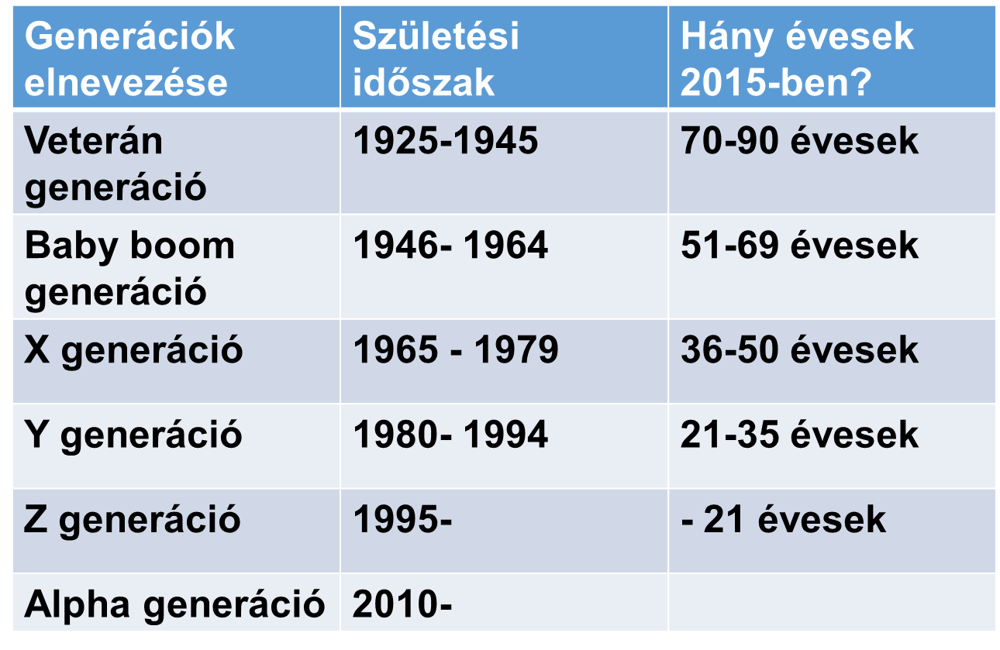 Generációk
elnevezése
Születési
időszak
Hány évesek
2015-ben?
Veterán
generáció
1925-1945
70-90 évesek
Baby boom
generáció
1946- 1964
51-69 évesek
X generáció
1965 - 1979
36-50 évesek
Y generáció
1980- 1994
21-35 évesek
Z generáció
1995-
- 21 évesek
Alpha generáció
2010-